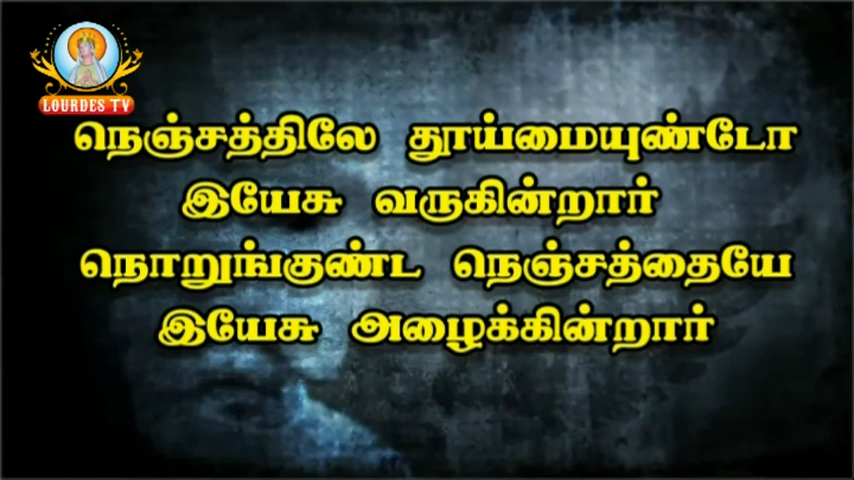 LOURDES TV
நெஞ்சத்திலே தூய்மையுண்டோ
இயேசு வருகின்றார்
நொறுங்குண்ட நெஞ்சத்தையே
இயேசு அழைக்கின்றார்